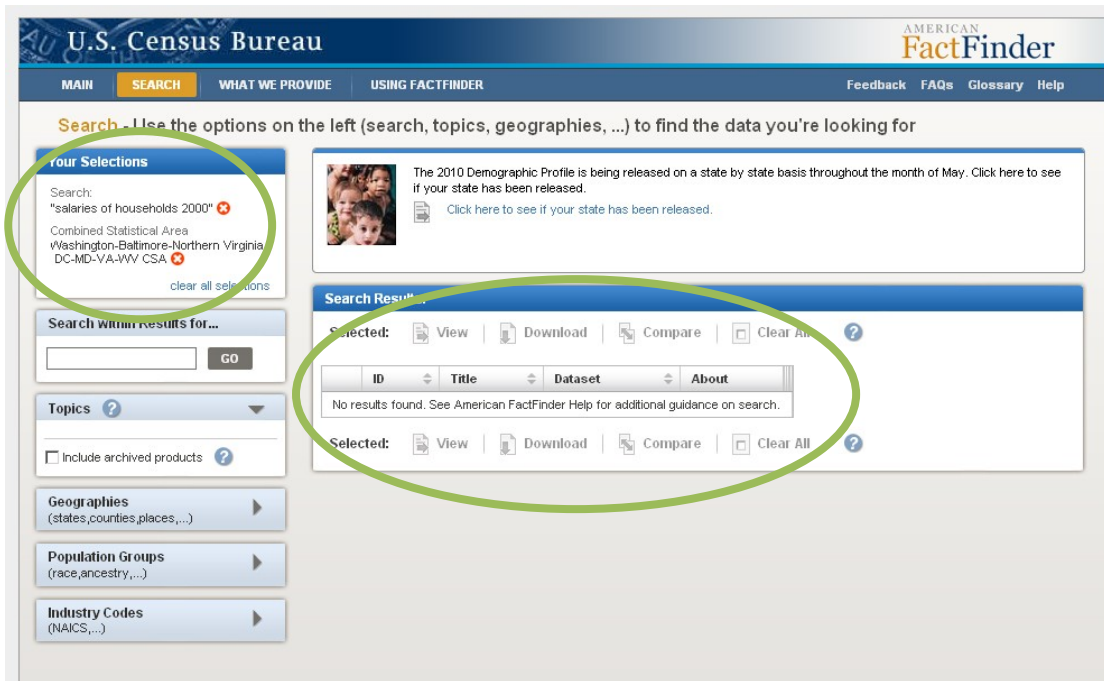 U.S. Census Bureau
AMERICAN
FactFinder
MAIN SEARCH WHAT WE PROVIDE USING FACTFINDER Feedback FAQs Glossary Help
Search - Use the options on the left (search, topics, geographies, ...) to find the data you're looking for
Your Selections
Search:
"salaries of households 2000"
Combined Statistical Area
Washington-Baltimore-Northern Virginia,
DC-MD-VA-WV CSA
clear all selections
Search within Results for...
GO
Topics ?
Include archived products ?
Geographies
(states,counties,places,...)
Population Groups
(race,ancestry,...)
Industry Codes
(NAICS,...)
The 2010 Demographic Profile is being released on a state by state basis throughout the month of May. Click here to see
if your state has been released.
Click here to see if your state has been released.
Search Results:
Selected: View | Download | Compare | Clear All ?
ID Title Dataset About
No results found. See American FactFinder Help for additional guidance on search.
Selected: View | Download | Compare | Clear All ?